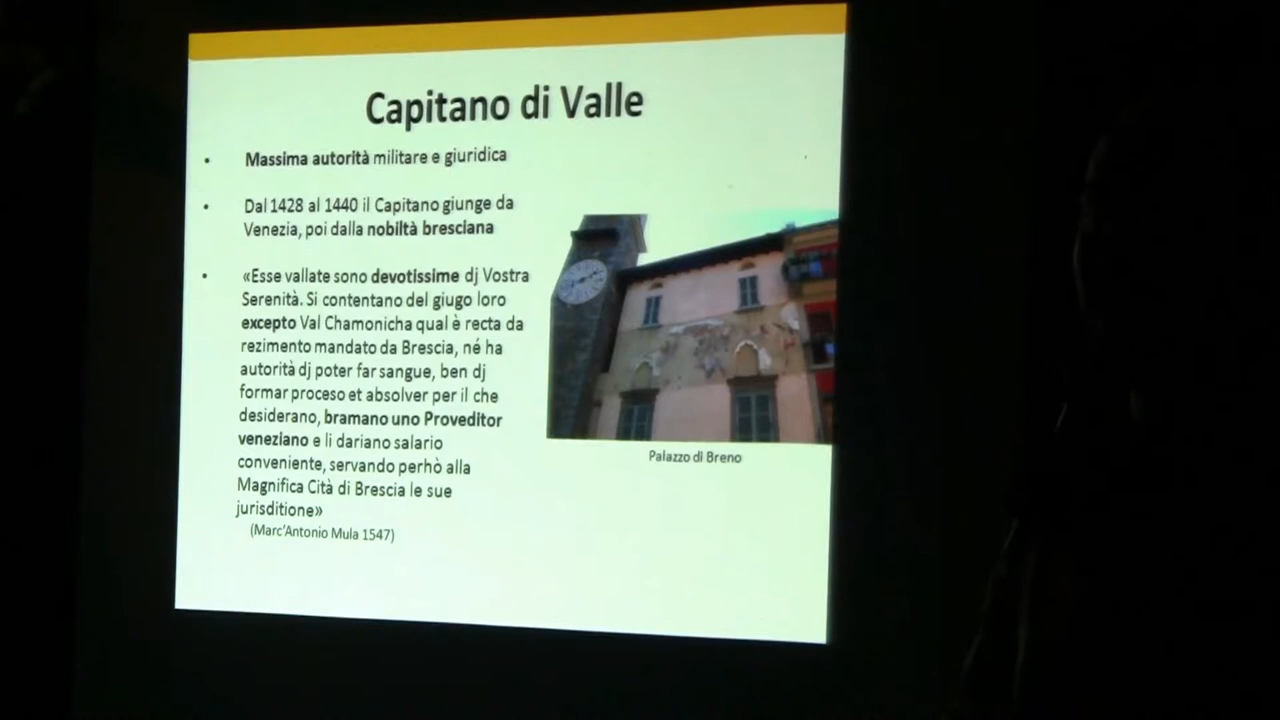 Capitano di Valle
• Massima autorità militare e giuridica
• Dal 1428 al 1440 il Capitano giunge da
Venezia, poi dalla nobiltà bresciana
• «Esse vallate sono devotissime dj Vostra
Serenità. Si contentano del giugo loro
excepto Val Chamonicha qual è recta da
rezimento mandato da Brescia, né ha
autorità dj poter far sangue, ben dj
formar proceso et absolver per il che
desiderano, bramano uno Proveditor
veneziano e li dariano salario
conveniente, servando perhò alla
Magnifica Cità di Brescia le sue
jurisditione»
(Marc'Antonio Mula 1547)
Palazzo di Breno